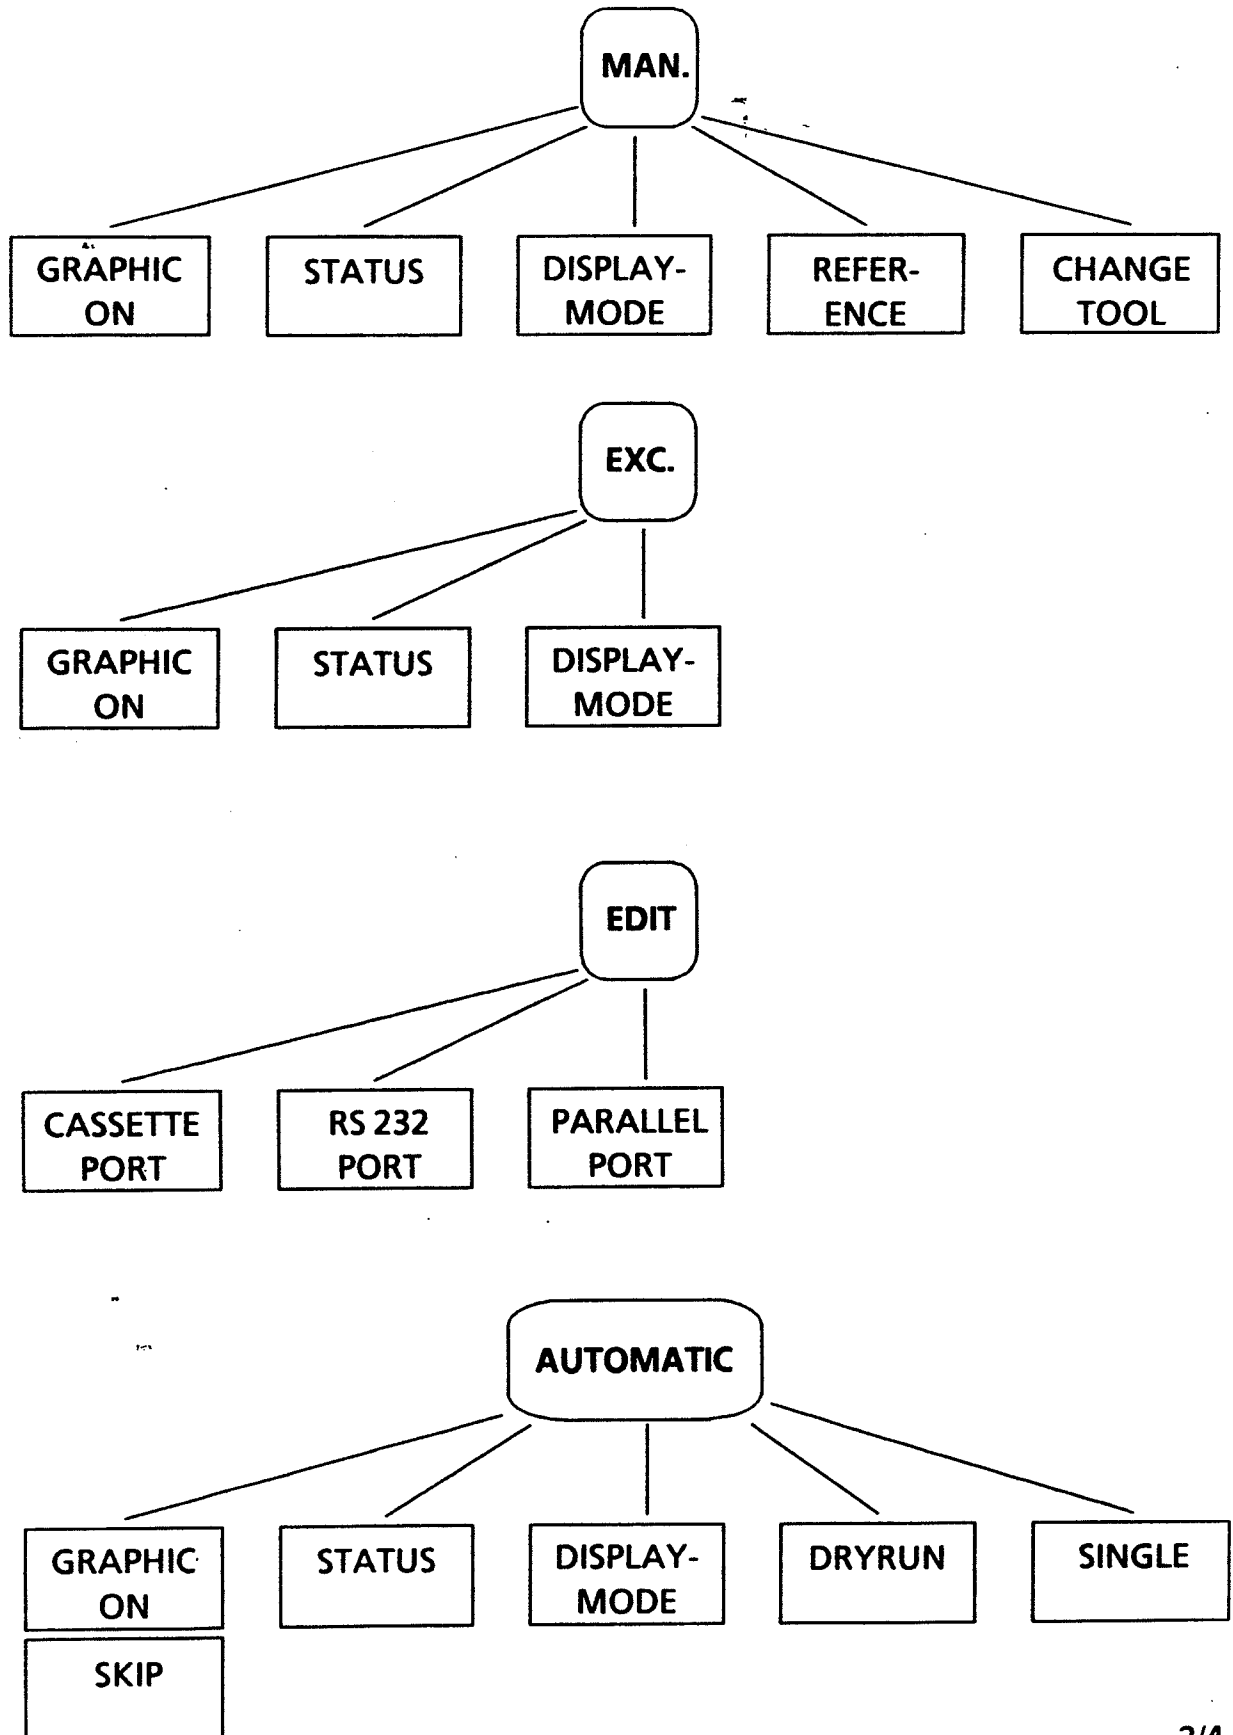 MAN.
GRAPHIC
ON
STATUS
DISPLAY-
MODE
REFER-
ENCE
CHANGE
TOOL
EXC.
GRAPHIC
ON
STATUS
DISPLAY-
MODE
EDIT
CASSETTE
PORT
RS 232
PORT
PARALLEL
PORT
AUTOMATIC
GRAPHIC
ON
STATUS
DISPLAY-
MODE
DRYRUN
SINGLE
SKIP